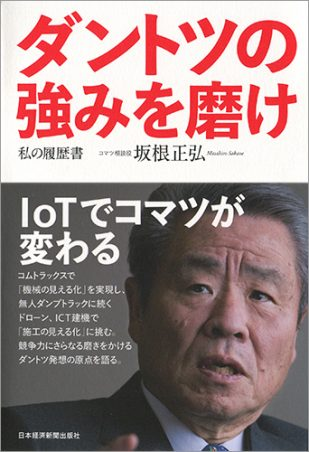 ダントツの
強みを磨け
私の履歴書 コマツ相談役 坂根正弘 Masahiro Sakane
IoTでコマツが
変わる
コムトラックスで
「機械の見える化」を実現し、
無人ダンプトラックに続く
ドローン、ICT建機で
「施工の見える化」に挑む。
競争力にさらなる磨きをかける
ダントツ発想の原点を語る。
日本経済新聞出版社